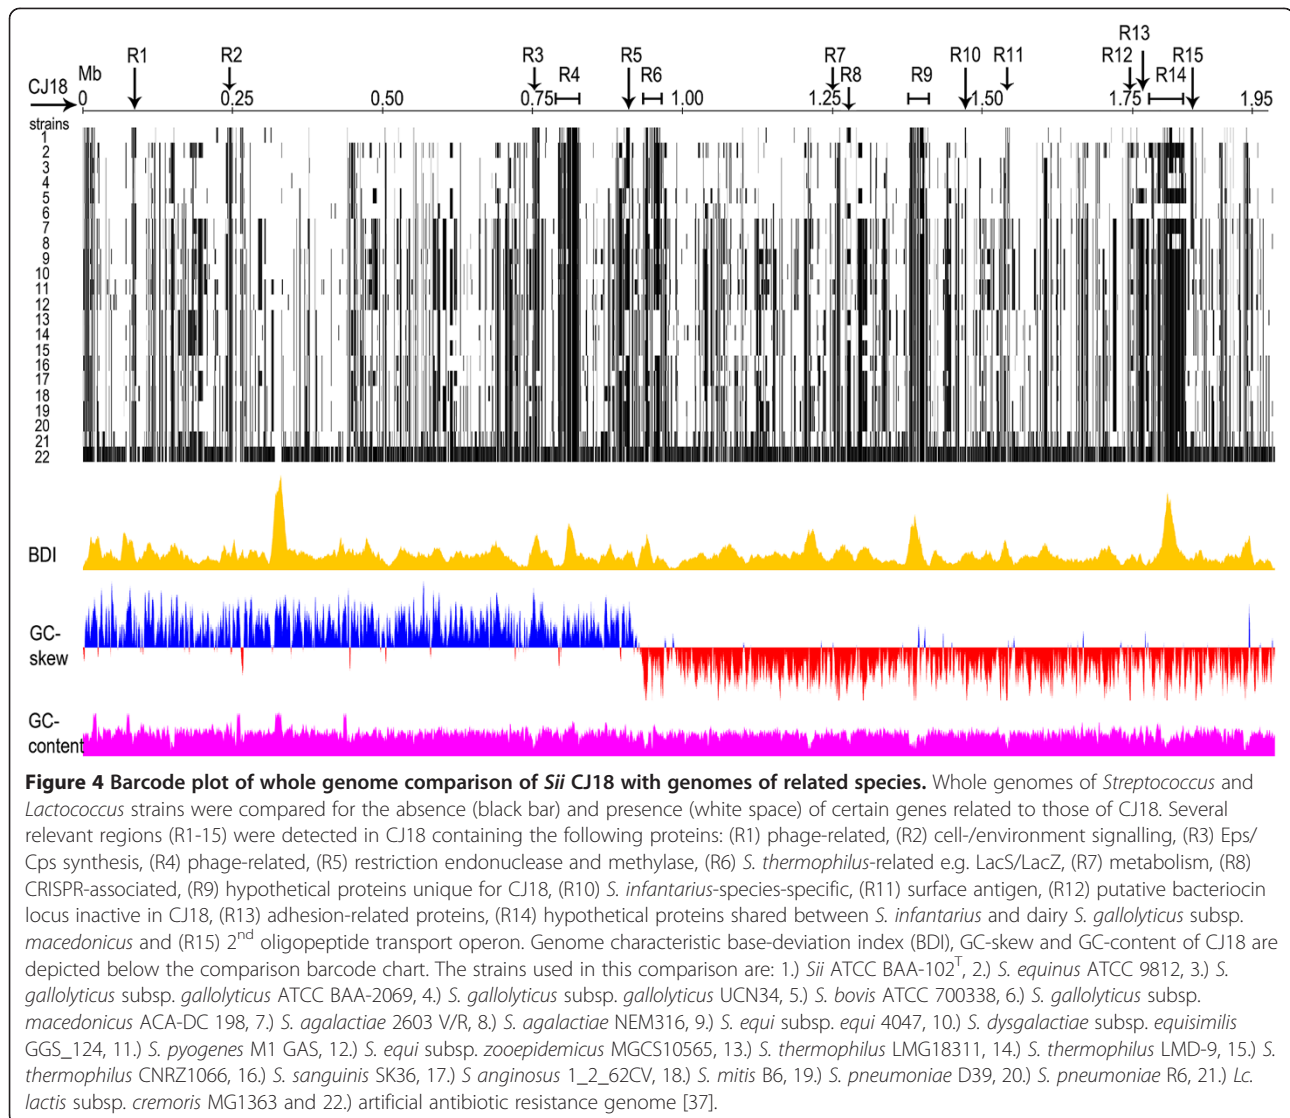 R13
R1 R2 R3 R5 R7 R10 R11 R12 R15
CJ18 Mb R4 R6 R8 R9 R14
0 0.25 0.50 0.75 1.00 1.25 1.50 1.75 1.95
strains
1
2
3
4
5
6
7
8
9
10
11
12
13
14
15
16
17
18
19
20
21
22
BDI
GC-
skew
GC-
content
Figure 4 Barcode plot of whole genome comparison of Sii CJ18 with genomes of related species. Whole genomes of Streptococcus and
Lactococcus strains were compared for the absence (black bar) and presence (white space) of certain genes related to those of CJ18. Several
relevant regions (R1-15) were detected in CJ18 containing the following proteins: (R1) phage-related, (R2) cell-/environment signalling, (R3) Eps/
Cps synthesis, (R4) phage-related, (R5) restriction endonuclease and methylase, (R6) S. thermophilus-related e.g. LacS/LacZ, (R7) metabolism, (R8)
CRISPR-associated, (R9) hypothetical proteins unique for CJ18, (R10) S. infantarius-species-specific, (R11) surface antigen, (R12) putative bacteriocin
locus inactive in CJ18, (R13) adhesion-related proteins, (R14) hypothetical proteins shared between S. infantarius and dairy S. gallolyticus subsp.
macedonicus and (R15) 2nd oligopeptide transport operon. Genome characteristic base-deviation index (BDI), GC-skew and GC-content of CJ18 are
depicted below the comparison barcode chart. The strains used in this comparison are: 1.) Sii ATCC BAA-102T, 2.) S. equinus ATCC 9812, 3.) S.
gallolyticus subsp. gallolyticus ATCC BAA-2069, 4.) S. gallolyticus subsp. gallolyticus UCN34, 5.) S. bovis ATCC 700338, 6.) S. gallolyticus subsp.
macedonicus ACA-DC 198, 7.) S. agalactiae 2603 V/R, 8.) S. agalactiae NEM316, 9.) S. equi subsp. equi 4047, 10.) S. dysgalactiae subsp. equisimilis
GGS_124, 11.) S. pyogenes M1 GAS, 12.) S. equi subsp. zooepidemicus MGCS10565, 13.) S. thermophilus LMG18311, 14.) S. thermophilus LMD-9, 15.) S.
thermophilus CNRZ1066, 16.) S. sanguinis SK36, 17.) S anginosus 1_2_62CV, 18.) S. mitis B6, 19.) S. pneumoniae D39, 20.) S. pneumoniae R6, 21.) Lc.
lactis subsp. cremoris MG1363 and 22.) artificial antibiotic resistance genome [37].